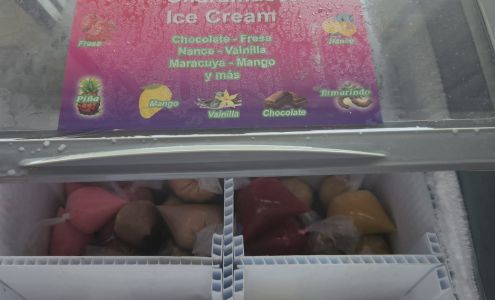 Ice Cream
Chocolate - Fresa
Nance - Vainilla
Maracuya - Mango
y más
Fresa
Nance
Piña
Mango
Vainilla
Chocolate
Tamarindo